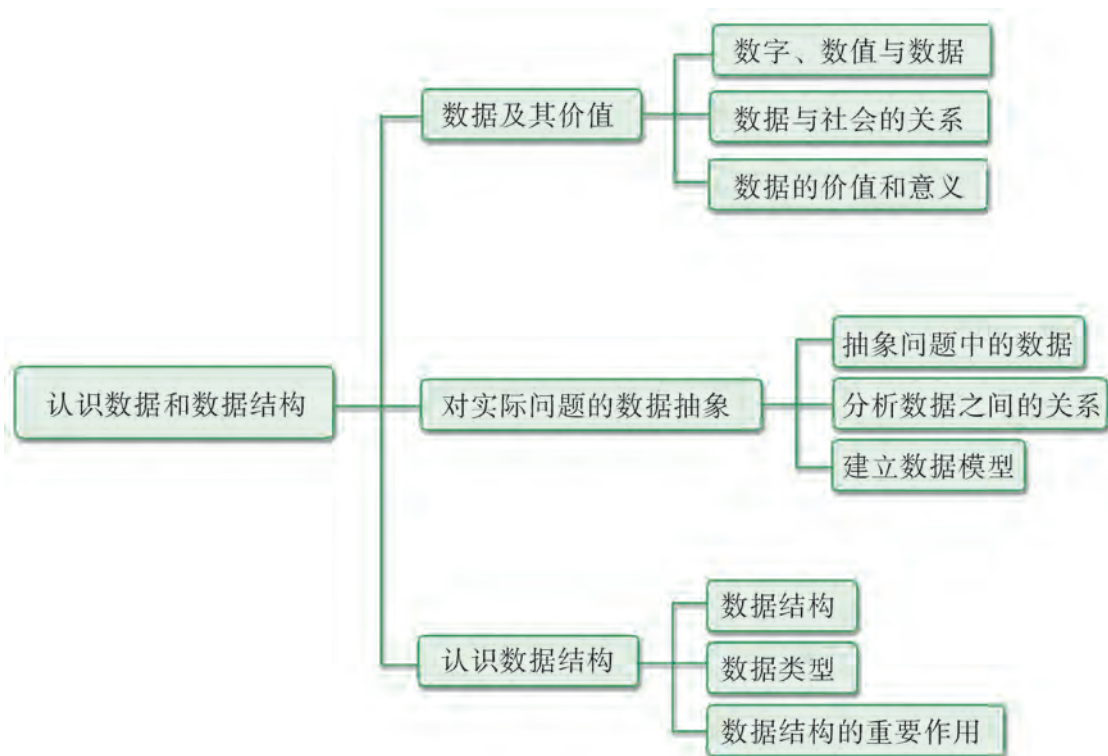 数字、数值与数据
数据及其价值
数据与社会的关系
数据的价值和意义
抽象问题中的数据
认识数据和数据结构
对实际问题的数据抽象
分析数据之间的关系
建立数据模型
数据结构
认识数据结构
数据类型
数据结构的重要作用